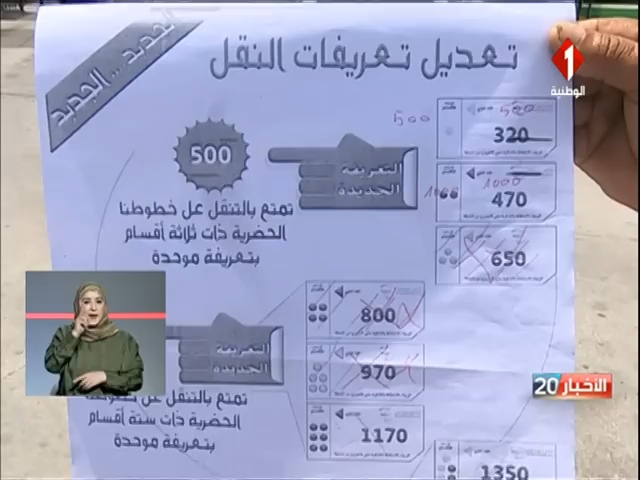 الجديد... الجديد
تعديل تعريفات النقل
1
الوطنية
500
500
320
التعريفة
الجديدة
500
1000
1000
470
تمتع بالتنقل على خطوطنا
الحضرية ذات ثلاثة أقسام
بتعريفة موحدة
650
800
التعريفة
الجديدة
970
تمتع بالتنقل على
الحضرية ذات ستة أقسام
بتعريفة موحدة
1170
1350
الأخبار 20